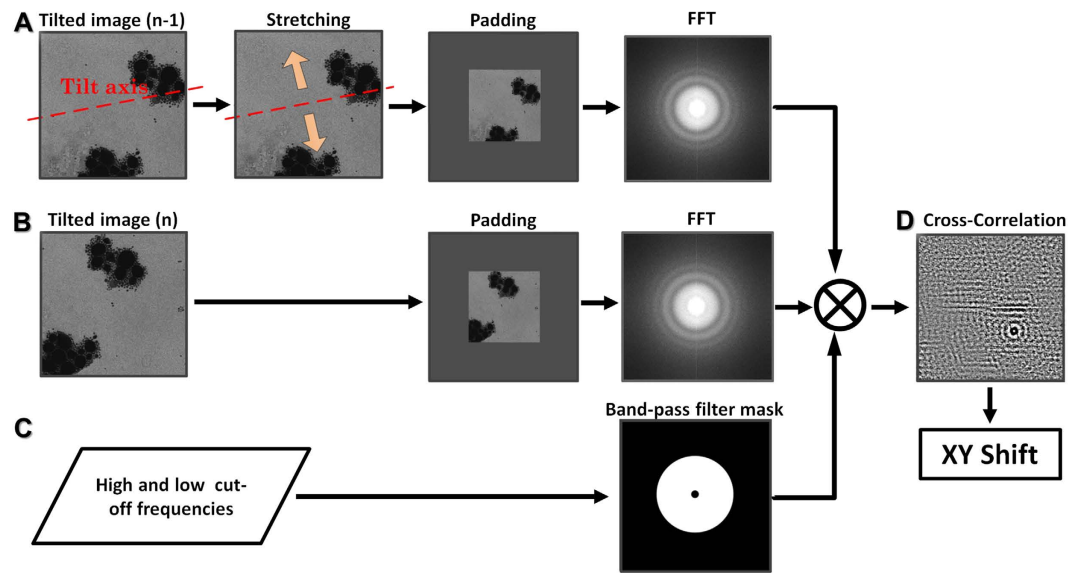 A
Tilted image (n-1)
Stretching
Padding
FFT
Tilt axis
B
Tilted image (n)
Padding
FFT
D
Cross-Correlation
Band-pass filter mask
C
High and low cut-
off frequencies
XY Shift